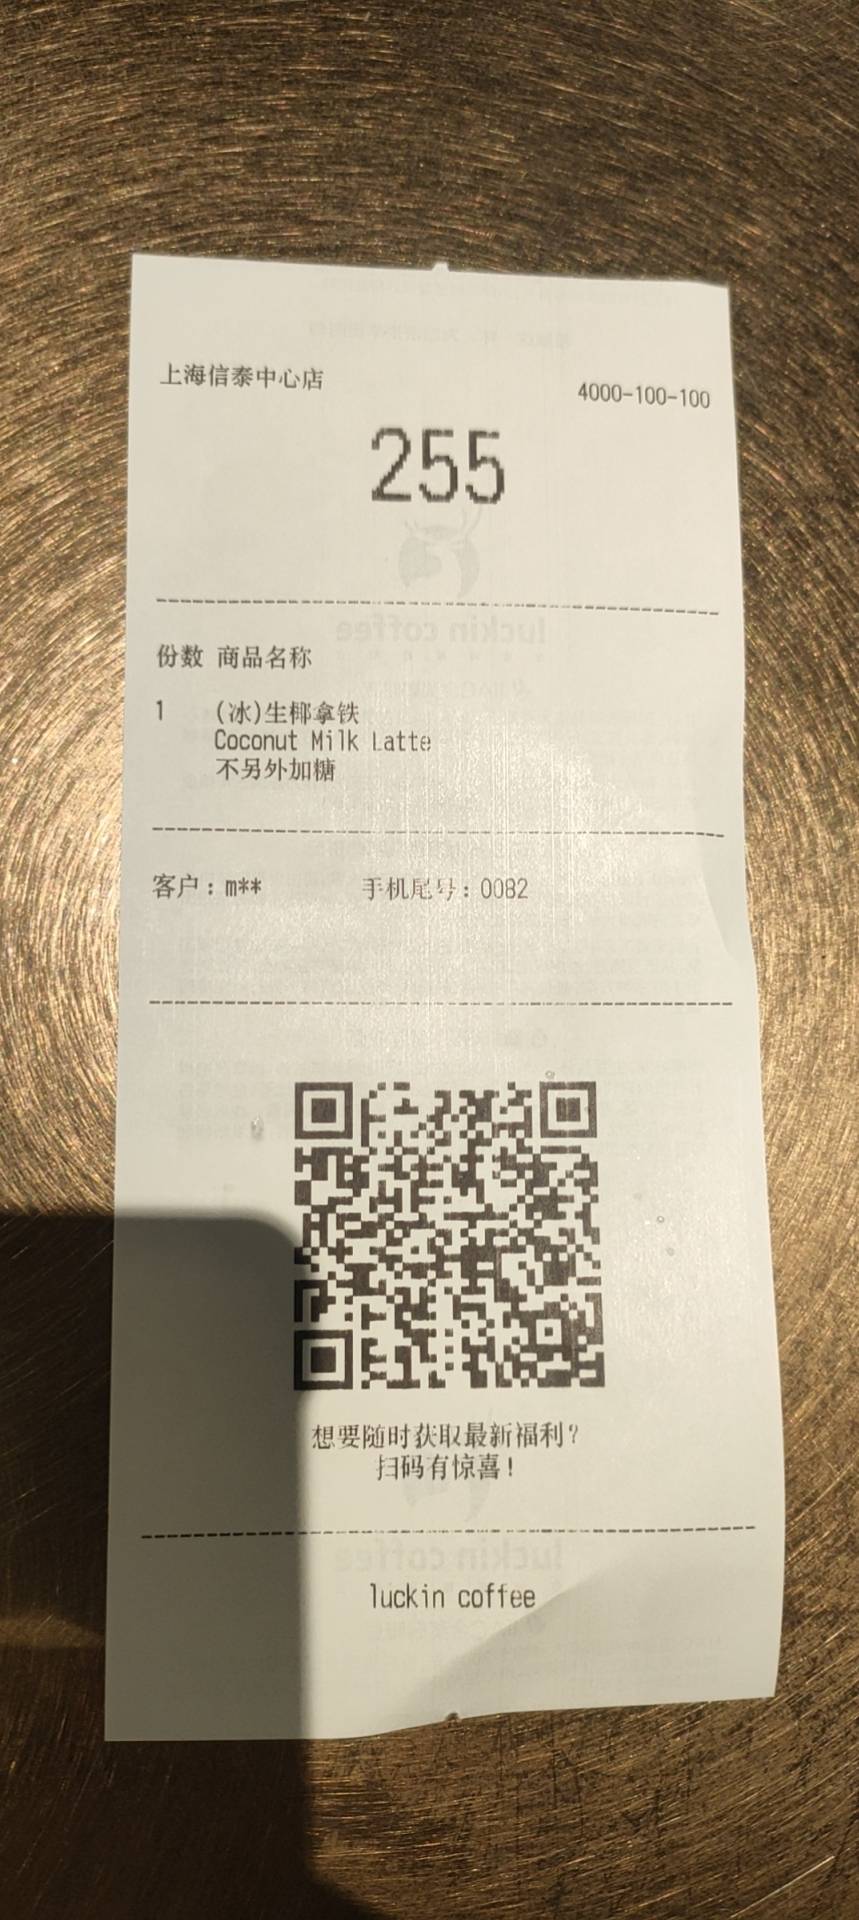 上海信泰中心店
4000-100-100
255
份数 商品名称
1 (冰)生椰拿铁
Coconut Milk Latte
不另外加糖
客户：m** 手机尾号：0082
想要随时获取最新福利？
扫码有惊喜！
luckin coffee